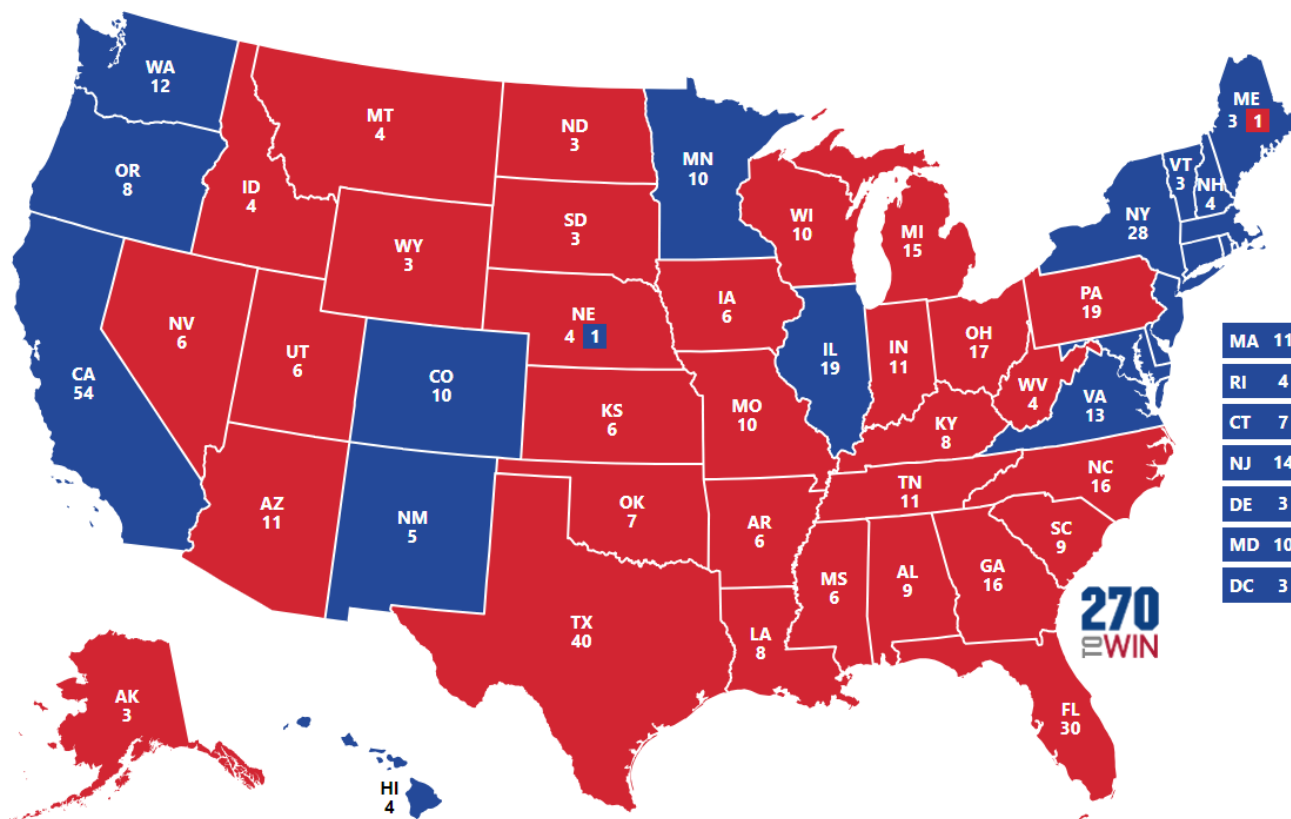 WA
12
OR
8
CA
54
ID
4
NV
6
MT
4
WY
3
UT
6
AZ
11
CO
10
NM
5
ND
3
SD
3
NE
4 1
KS
6
OK
7
TX
40
MN
10
IA
6
MO
10
AR
6
LA
8
WI
10
IL
19
MI
15
IN
11
OH
17
KY
8
TN
11
MS
6
AL
9
GA
16
FL
30
SC
9
NC
16
VA
13
WV
4
PA
19
NY
28
VT
3
NH
4
ME
3 1
MA 11
RI 4
CT 7
NJ 14
DE 3
MD 10
DC 3
AK
3
HI
4
270
TO WIN